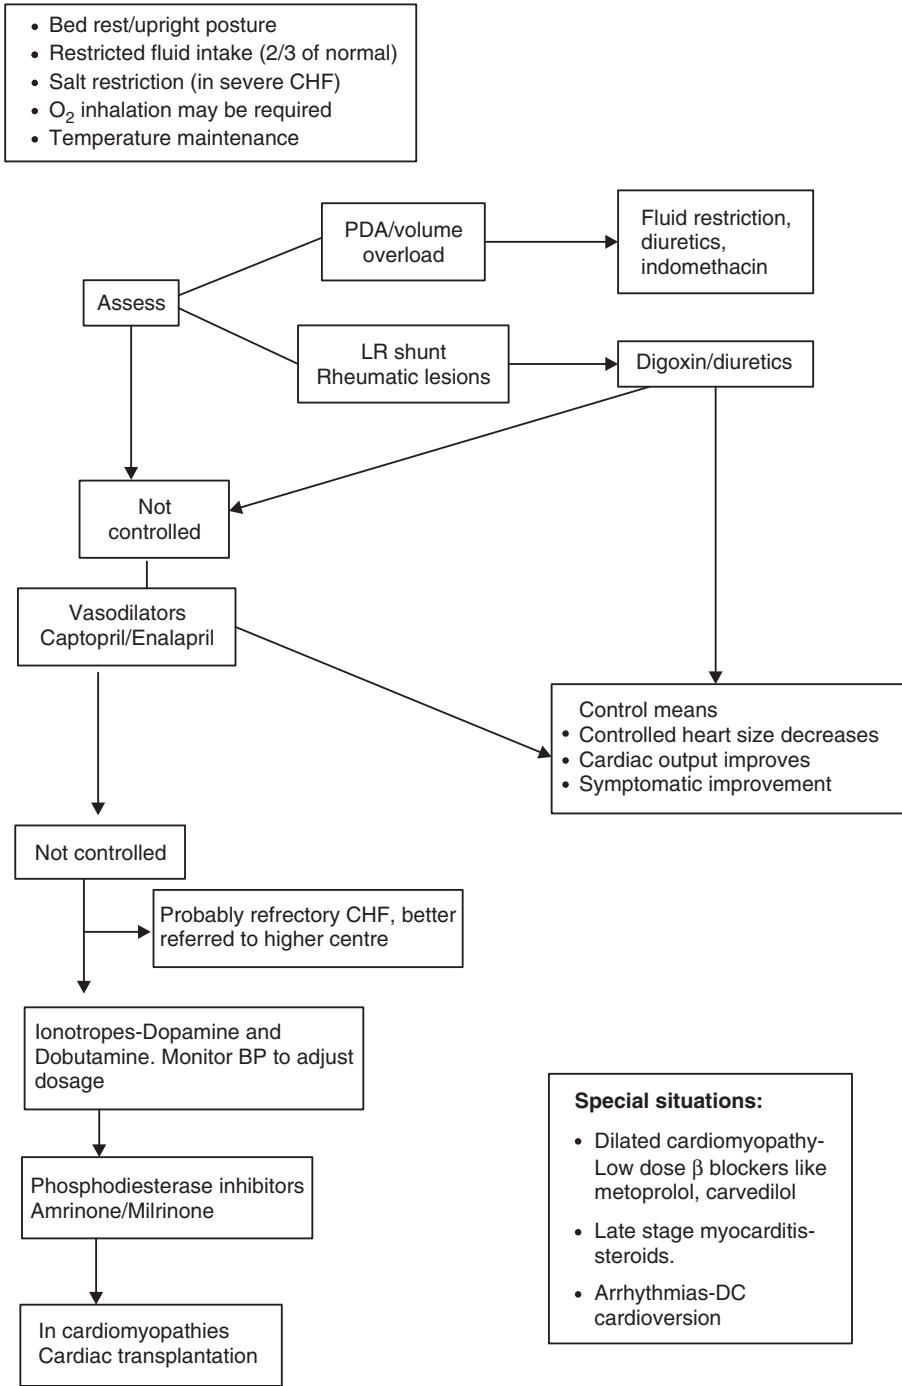 • Bed rest/upright posture
• Restricted fluid intake (2/3 of normal)
• Salt restriction (in severe CHF)
• O2 inhalation may be required
• Temperature maintenance
PDA/volume
overload
Fluid restriction,
diuretics,
indomethacin
Assess
LR shunt
Rheumatic lesions
Digoxin/diuretics
Not
controlled
Vasodilators
Captopril/Enalapril
Control means
• Controlled heart size decreases
• Cardiac output improves
• Symptomatic improvement
Not controlled
Probably refrectory CHF, better
referred to higher centre
Ionotropes-Dopamine and
Dobutamine. Monitor BP to adjust
dosage
Phosphodiesterase inhibitors
Amrinone/Milrinone
In cardiomyopathies
Cardiac transplantation
Special situations:
• Dilated cardiomyopathy-
Low dose β blockers like
metoprolol, carvedilol
• Late stage myocarditis-
steroids.
• Arrhythmias-DC
cardioversion